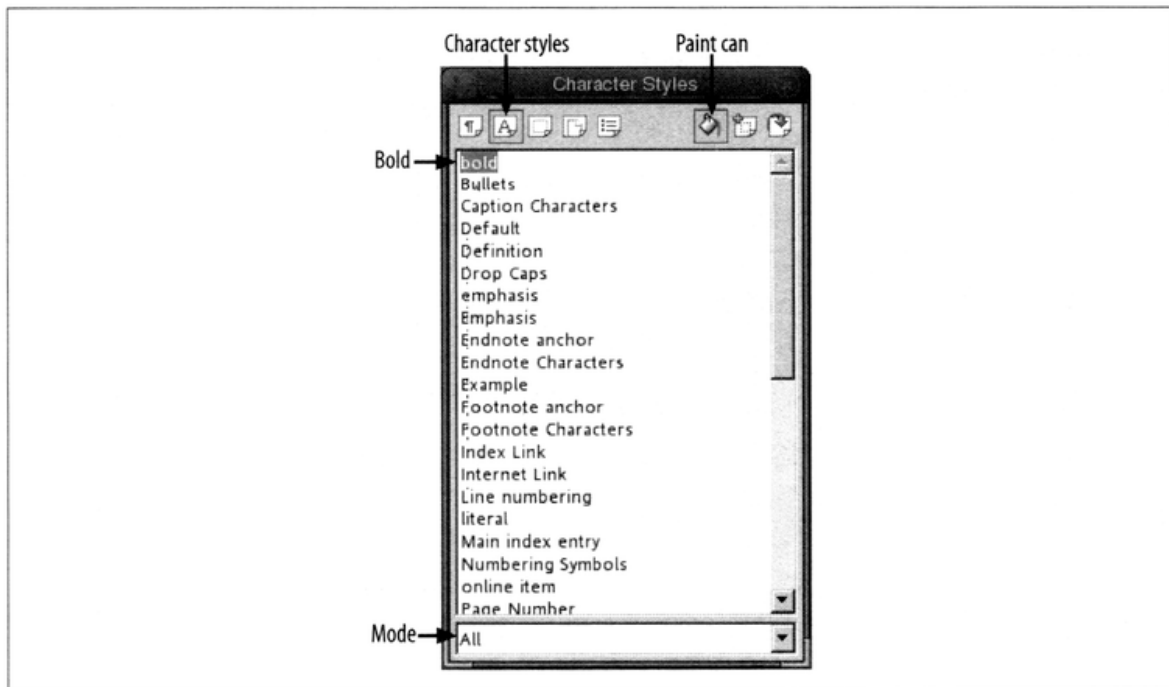 Character styles
Paint can
Character Styles
Bold
bold
Bullets
Caption Characters
Default
Definition
Drop Caps
emphasis
Emphasis
Endnote anchor
Endnote Characters
Example
Footnote anchor
Footnote Characters
Index Link
Internet Link
Line numbering
literal
Main index entry
Numbering Symbols
online item
Page Number
Mode
All